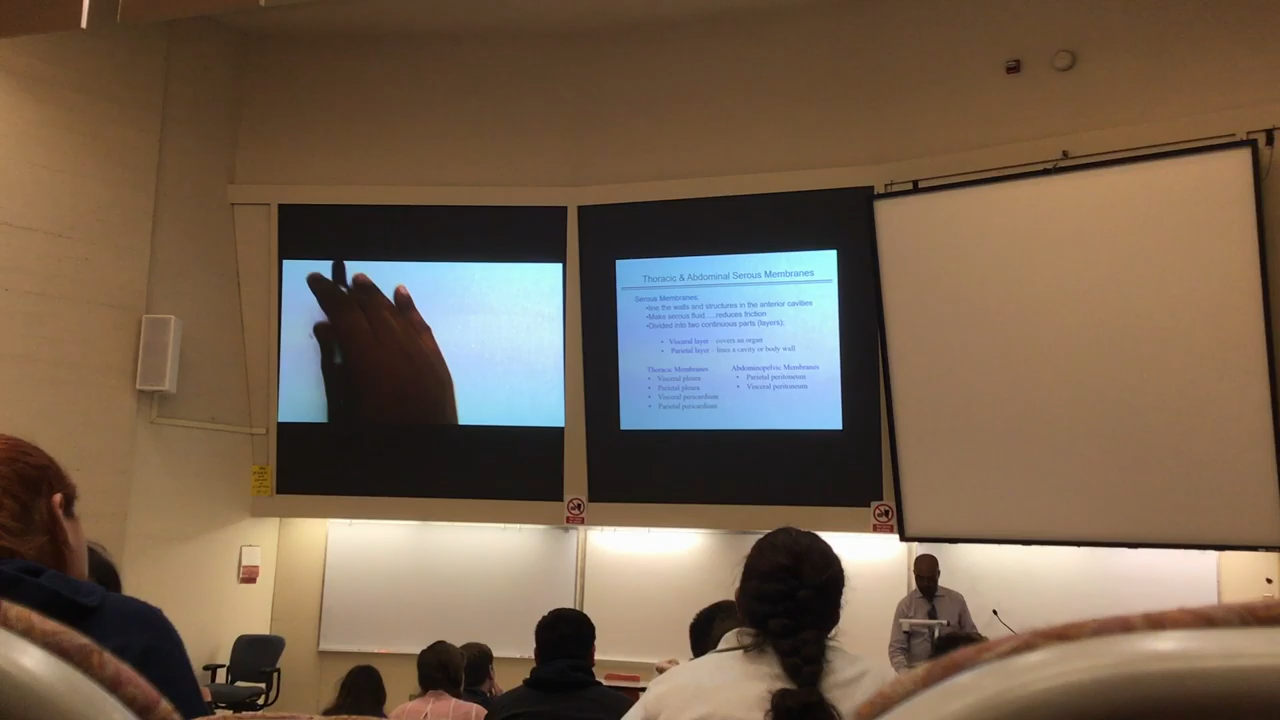 Thoracic & Abdominal Serous Membranes
Serous Membranes,
•line the walls and structures in the anterior cavities
•Make serous fluid….reduces friction
•Divided into two continuous parts (layers):
• Visceral layer – covers an organ
• Parietal layer – lines a cavity or body wall
Thoracic Membranes
• Visceral pleura
• Parietal pleura
• Visceral pericardium
• Parietal pericardium
Abdominopelvic Membranes
• Parietal peritoneum
• Visceral peritoneum